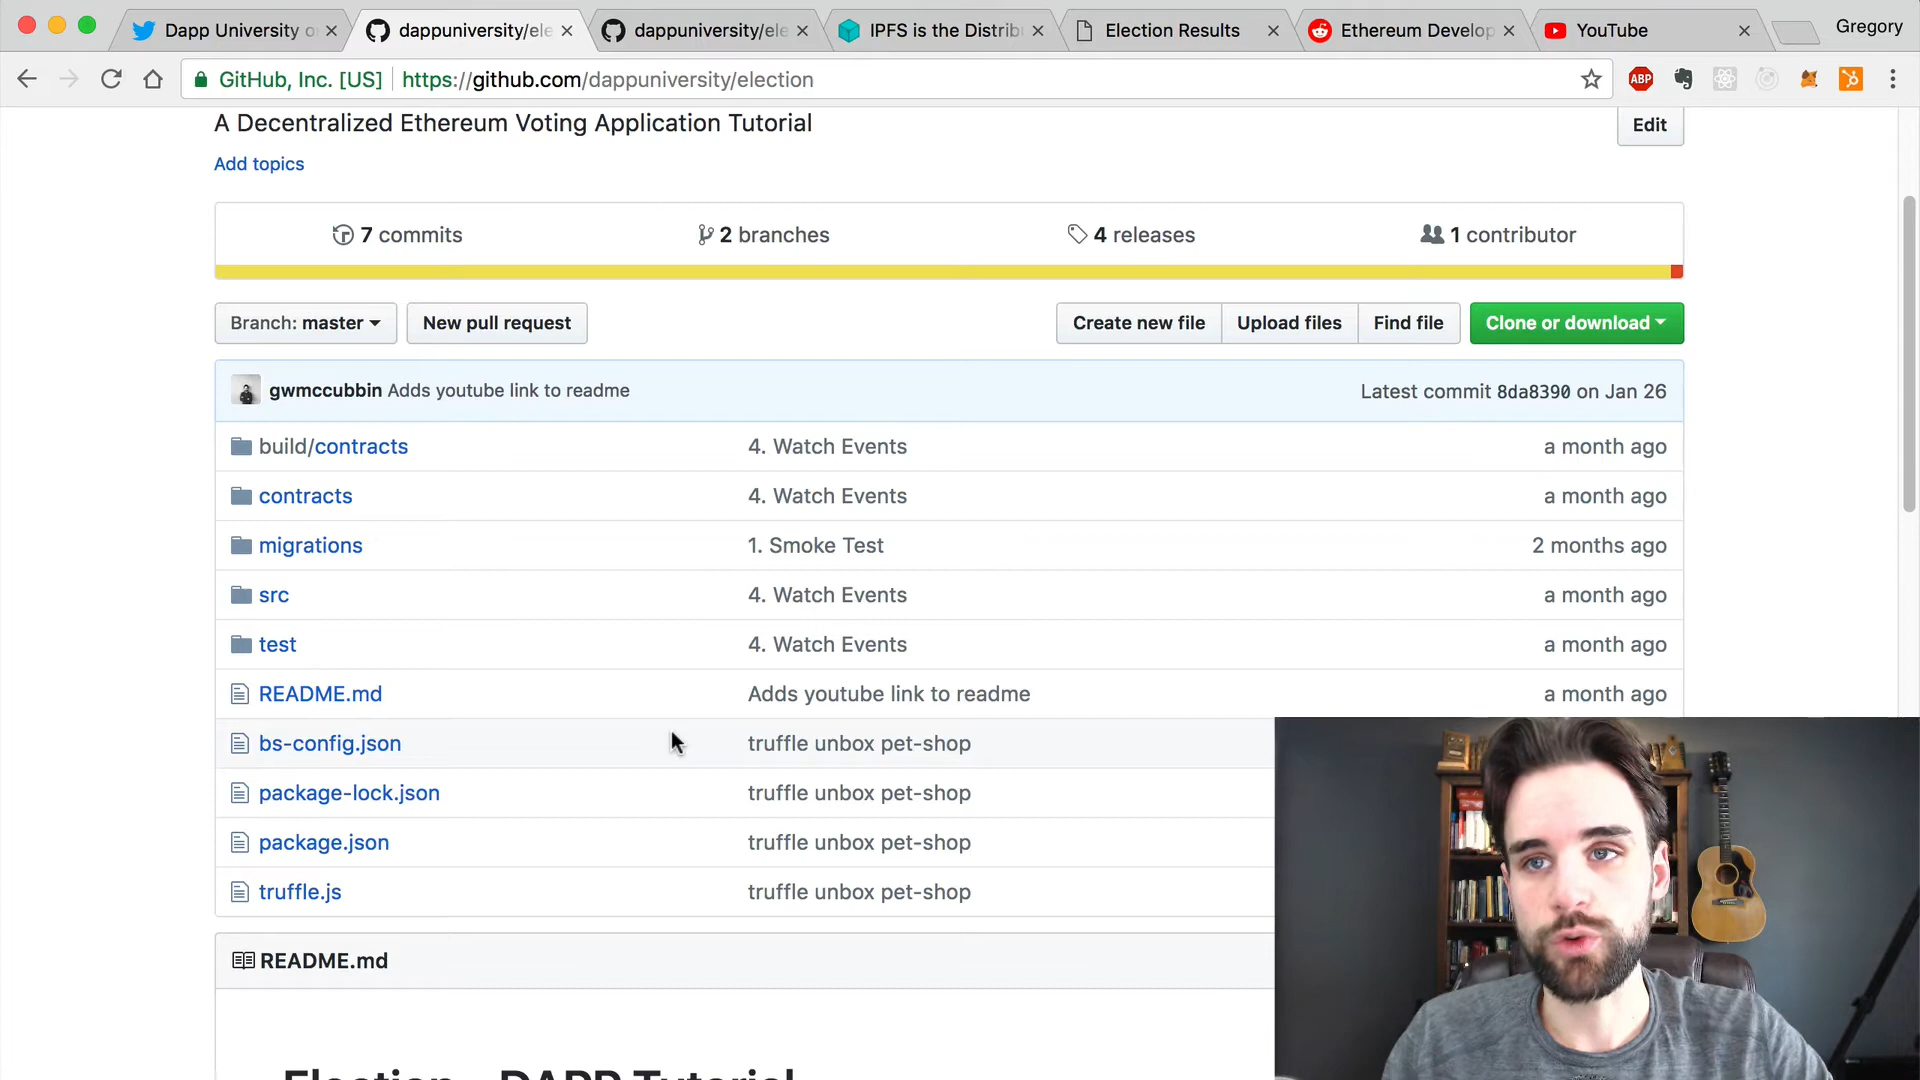 Dapp University o
dappuniversity/ele
dappuniversity/ele
IPFS is the Distrib
Election Results
Ethereum Develop
YouTube
Gregory
GitHub, Inc. [US]
https://github.com/dappuniversity/election
ABP
A Decentralized Ethereum Voting Application Tutorial
Edit
Add topics
7 commits
2 branches
4 releases
1 contributor
Branch: master
New pull request
Create new file
Upload files
Find file
Clone or download
gwmccubbin Adds youtube link to readme
Latest commit 8da8390 on Jan 26
build/contracts 4. Watch Events a month ago
contracts 4. Watch Events a month ago
migrations 1. Smoke Test 2 months ago
src 4. Watch Events a month ago
test 4. Watch Events a month ago
README.md Adds youtube link to readme a month ago
bs-config.json truffle unbox pet-shop
package-lock.json truffle unbox pet-shop
package.json truffle unbox pet-shop
truffle.js truffle unbox pet-shop
README.md
Election - DAPP Tutorial